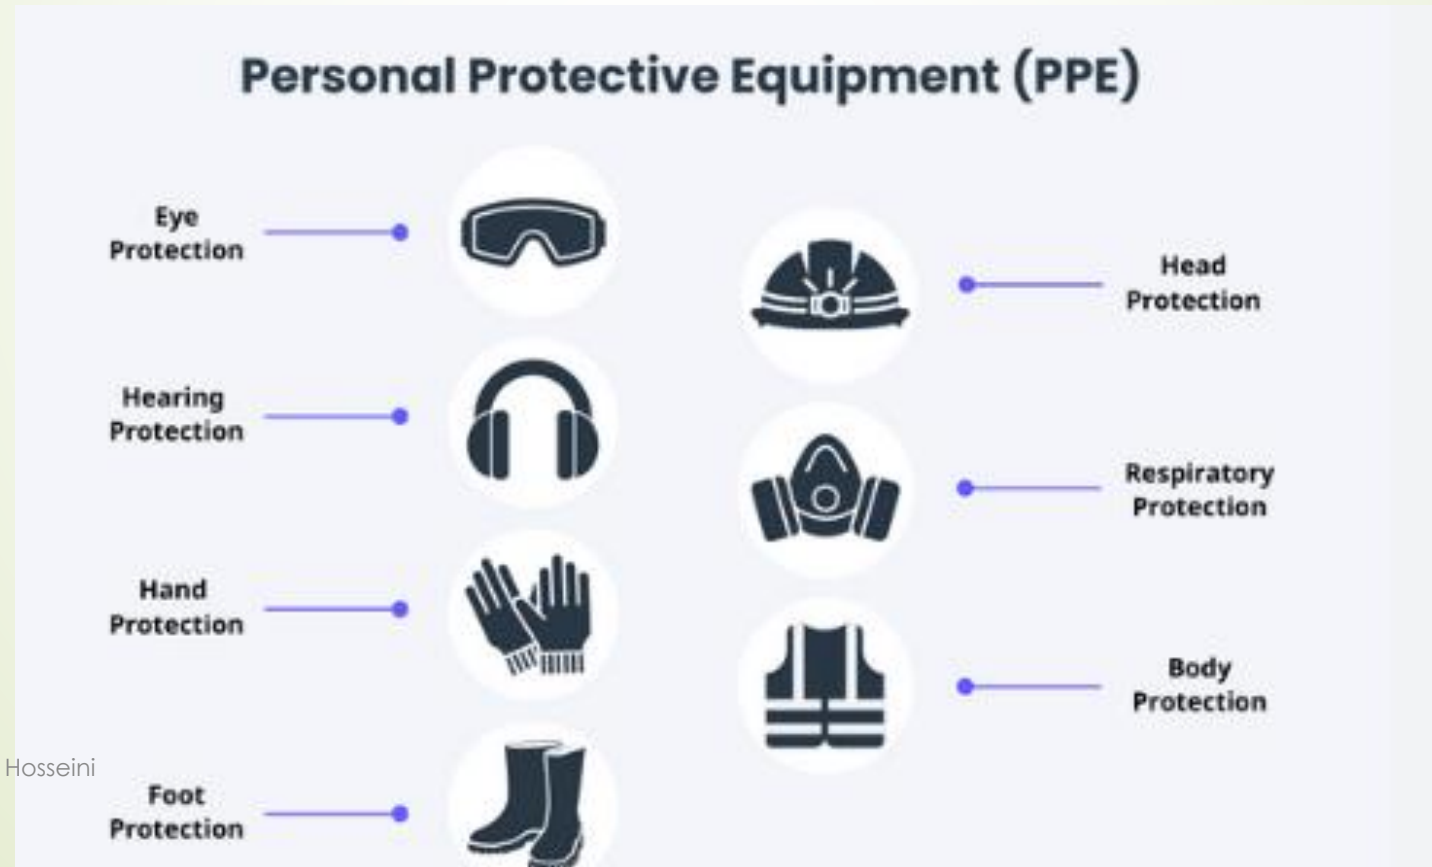 Personal Protective Equipment (PPE)
Eye
Protection
Hearing
Protection
Hand
Protection
Foot
Protection
Head
Protection
Respiratory
Protection
Body
Protection
Hosseini